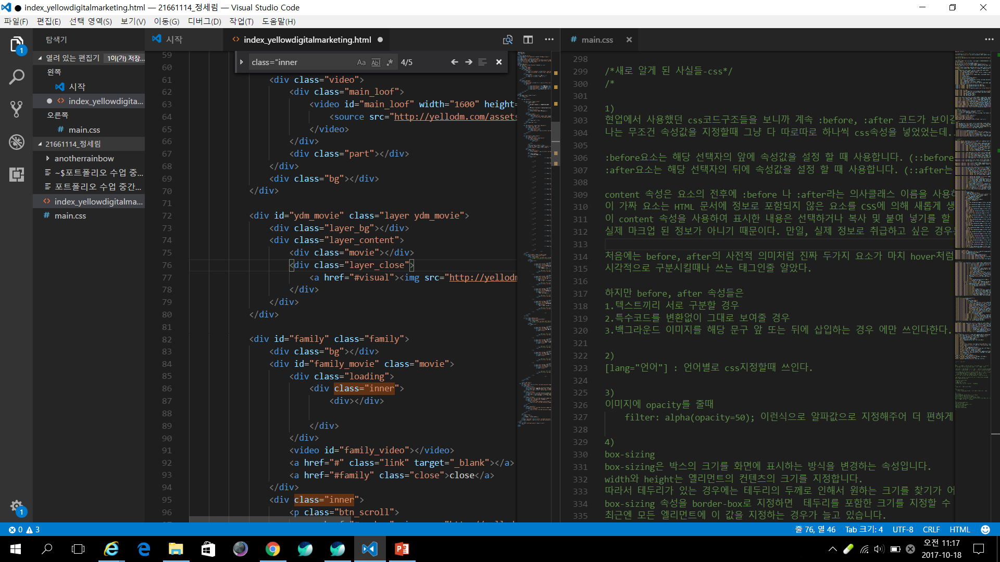 index_yellowdigitalmarketing.html — 21661114_정세림 — Visual Studio Code
파일(F) 편집(E) 선택 영역(S) 보기(V) 이동(G) 디버그(D) 작업(T) 도움말(H)
탐색기
열려 있는 편집기 1이(가) 저장...
왼쪽
시작
index_yellowdigita...
오른쪽
main.css
21661114_정세림
anotherrainbow
~$포트폴리오 수업 중...
포트폴리오 수업 중간...
index_yellowdigitalma...
main.css
1
1
시작
index_yellowdigitalmarketing.html
class="inner
Aa Abl .* 4/5
59
60
61 <div class="video">
62 <div class="main_loof">
63 <video id="main_loof" width="1600" height=
64 <source src="http://yellodm.com/assets
65 </video>
66 </div>
67 <div class="part"></div>
68 </div>
69 <div class="bg"></div>
70 </div>
71
72 <div id="ydm_movie" class="layer ydm_movie">
73 <div class="layer_bg"></div>
74 <div class="layer_content">
75 <div class="movie"></div>
76 <div class="layer_close">
77 <a href="#visual"><img src="http://yellodm
78 </div>
79 </div>
80 </div>
81
82 <div id="family" class="family">
83 <div class="bg"></div>
84 <div id="family_movie" class="movie">
85 <div class="loading">
86 <div class="inner">
87 <div></div>
88
89 </div>
90 </div>
91 <video id="family_video"></video>
92 <a href="#" class="link" target="_blank"></a>
93 <a href="#family" class="close">close</a>
94 </div>
95 <div class="inner">
96 <p class="btn_scroll">
main.css
298
299 /*새로 알게 된 사실들-css*/
300 /*
301
302 1)
303 현업에서 사용했던 css코드구조들을 보니까 계속 :before, :after 코드가 보이길
304 나는 무조건 속성값을 지정할때 그냥 다 따로따로 하나씩 css속성을 넣었었는데..
305
306 :before요소는 해당 선택자의 앞에 속성값을 설정 할 때 사용합니다. (::before
307 :after요소는 해당 선택자의 뒤에 속성값을 설정 할 때 사용합니다. (::after는
308
309 content 속성은 요소의 전후에 :before 나 :after라는 의사클래스 이름을 사용하
310 이 가짜 요소는 HTML 문서에 정보로 포함되지 않은 요소를 CSS에 의해 새롭게 생
311 이 content 속성을 사용하여 표시한 내용은 선택하거나 복사 및 붙여 넣기를 할
312 실제 마크업 된 정보가 아니기 때문이다. 만일, 실제 정보로 취급하고 싶은 경우
313
314 처음에는 before, after의 사전적 의미처럼 진짜 두가지 요소가 마치 hover처럼
315 시각적으로 구분시킬때나 쓰는 태그인줄 알았다.
316
317 하지만 before, after 속성들은
318 1.텍스트끼리 서로 구분할 경우
319 2.특수코드를 변환없이 그대로 보여줄 경우
320 3.백그라운드 이미지를 해당 문구 앞 또는 뒤에 삽입하는 경우 에만 쓰인다한다.
321
322 2)
323 [lang="언어"] : 언어별로 css지정할때 쓰인다.
324
325 3)
326 이미지에 opacity를 줄때
327 filter: alpha(opacity=50); 이런식으로 알파값으로 지정해주어 더 편하게
328
329 4)
330 box-sizing
331 box-sizing은 박스의 크기를 화면에 표시하는 방식을 변경하는 속성입니다.
332 width와 height는 엘리먼트의 컨텐츠의 크기를 지정합니다.
333 따라서 테두리가 있는 경우에는 테두리의 두께로 인해서 원하는 크기를 찾기가 어
334 box-sizing 속성을 border-box로 지정하면 테두리를 포함한 크기를 지정할 수
335 최근엔 모든 엘리먼트에 이 값을 지정하는 경우가 늘고 있습니다.
0 3
줄 76, 열 46 Tab 크기: 4 UTF-8 CRLF HTML
오전 11:17
2017-10-18